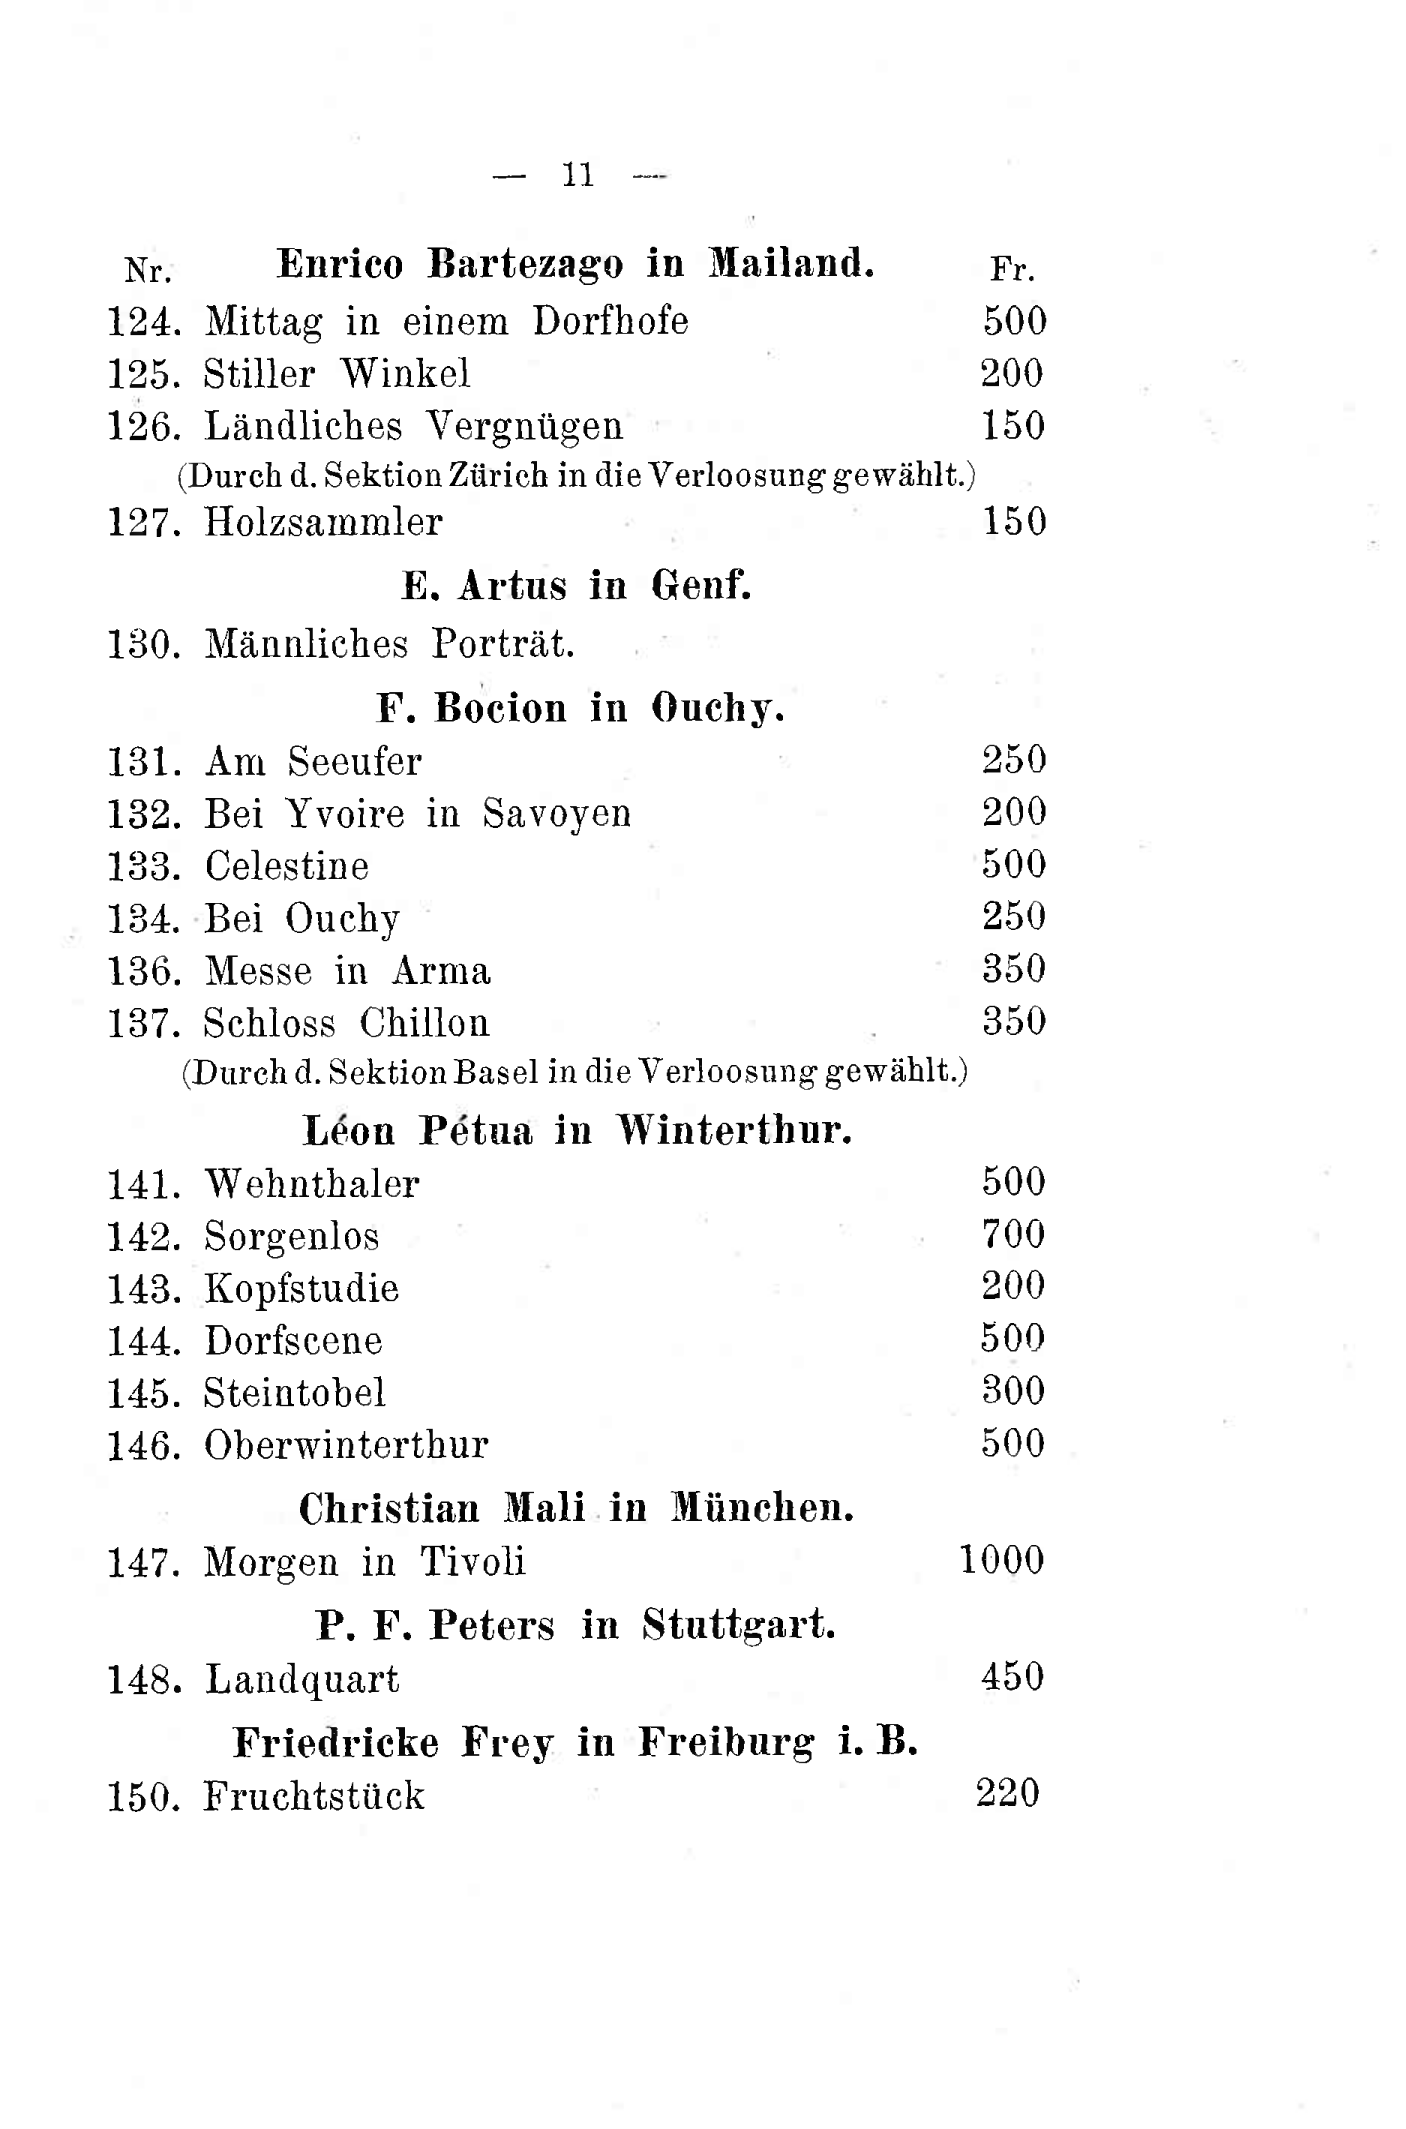 — 11 —
Nr. Enrico Bartezago in Mailand. Fr.
124. Mittag in einem Dorfhofe 500
125. Stiller Winkel 200
126. Ländliches Vergnügen 150
(Durch d. Sektion Zürich in die Verloosung gewählt.)
127. Holzsammler 150
E. Artus in Genf.
130. Männliches Porträt.
F. Bocion in Ouchy.
131. Am Seeufer 250
132. Bei Yvoire in Savoyen 200
133. Celestine 500
134. Bei Ouchy 250
136. Messe in Arma 350
137. Schloss Chillon 350
(Durch d. Sektion Basel in die Verloosung gewählt.)
Léon Pétua in Winterthur.
141. Wehnthaler 500
142. Sorgenlos 700
143. Kopfstudie 200
144. Dorfscene 500
145. Steintobel 300
146. Oberwinterthur 500
Christian Mali in München.
147. Morgen in Tivoli 1000
P. F. Peters in Stuttgart.
148. Landquart 450
Friedricke Frey in Freiburg i. B.
150. Fruchtstück 220